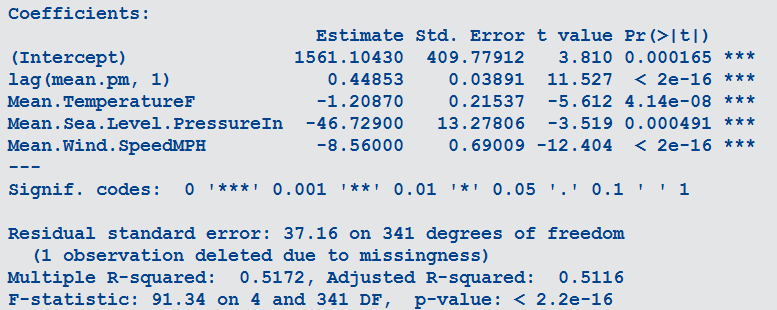 Coefficients:
Estimate Std. Error t value Pr(>|t|)
(Intercept) 1561.10430 409.77912 3.810 0.000165 ***
lag(mean.pm, 1) 0.44853 0.03891 11.527 < 2e-16 ***
Mean.TemperatureF -1.20870 0.21537 -5.612 4.14e-08 ***
Mean.Sea.Level.PressureIn -46.72900 13.27806 -3.519 0.000491 ***
Mean.Wind.SpeedMPH -8.56000 0.69009 -12.404 < 2e-16 ***
---
Signif. codes: 0 '***' 0.001 '**' 0.01 '*' 0.05 '.' 0.1 ' ' 1
Residual standard error: 37.16 on 341 degrees of freedom
(1 observation deleted due to missingness)
Multiple R-squared: 0.5172, Adjusted R-squared: 0.5116
F-statistic: 91.34 on 4 and 341 DF, p-value: < 2.2e-16